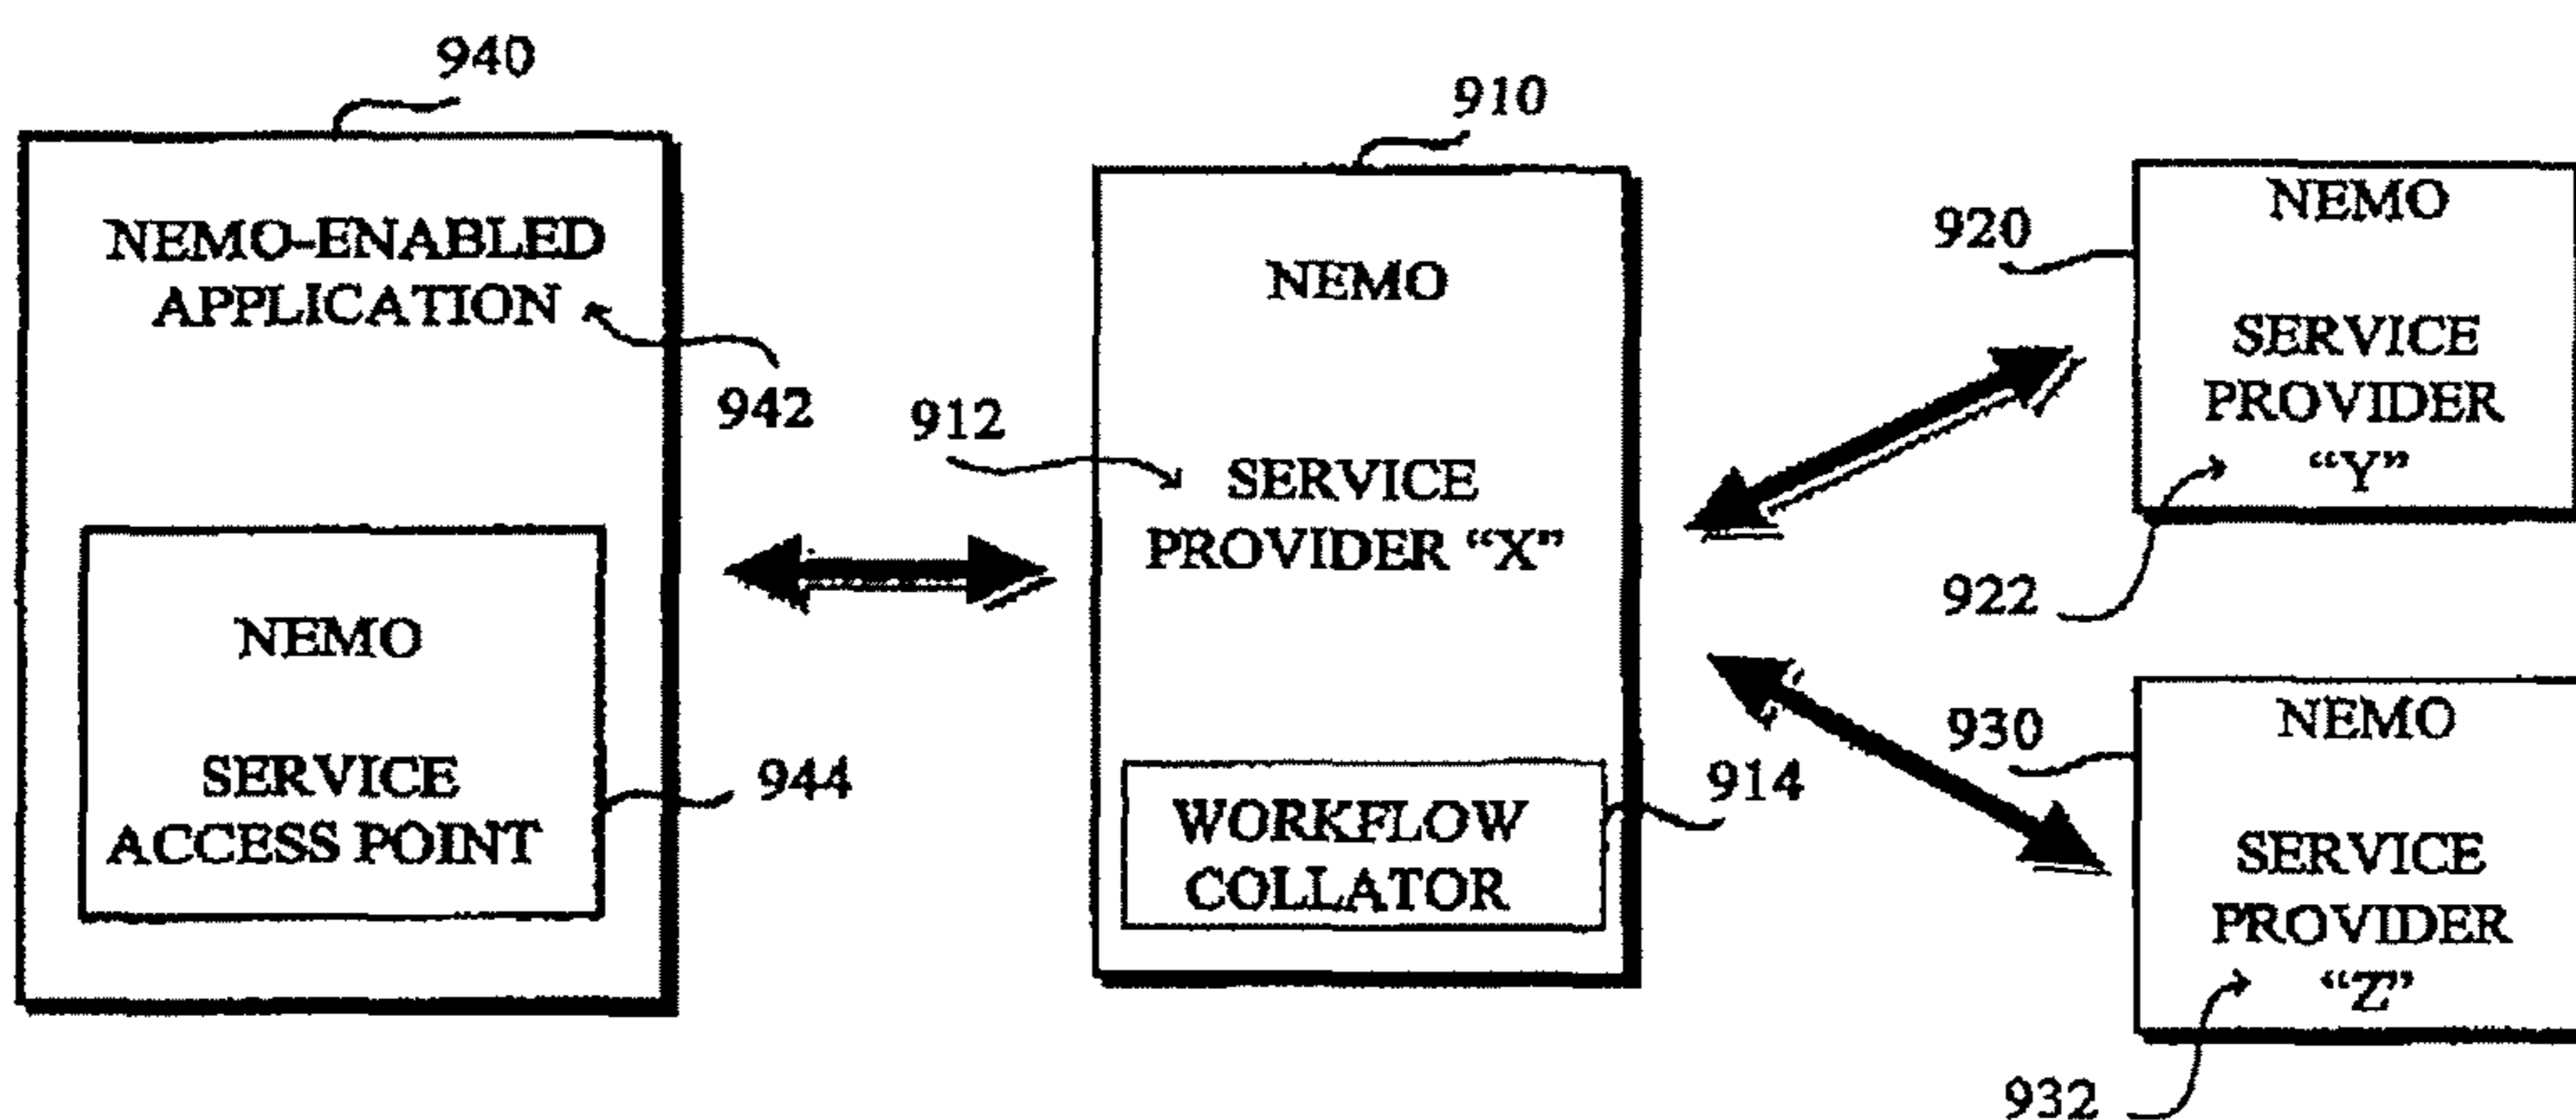 940
NEMO-ENABLED
APPLICATION
942
NEMO
SERVICE
ACCESS POINT
944
910
NEMO
912
SERVICE
PROVIDER “X”
WORKFLOW
COLLATOR
914
920
NEMO
SERVICE
PROVIDER
“Y”
922
930
NEMO
SERVICE
PROVIDER
“Z”
932